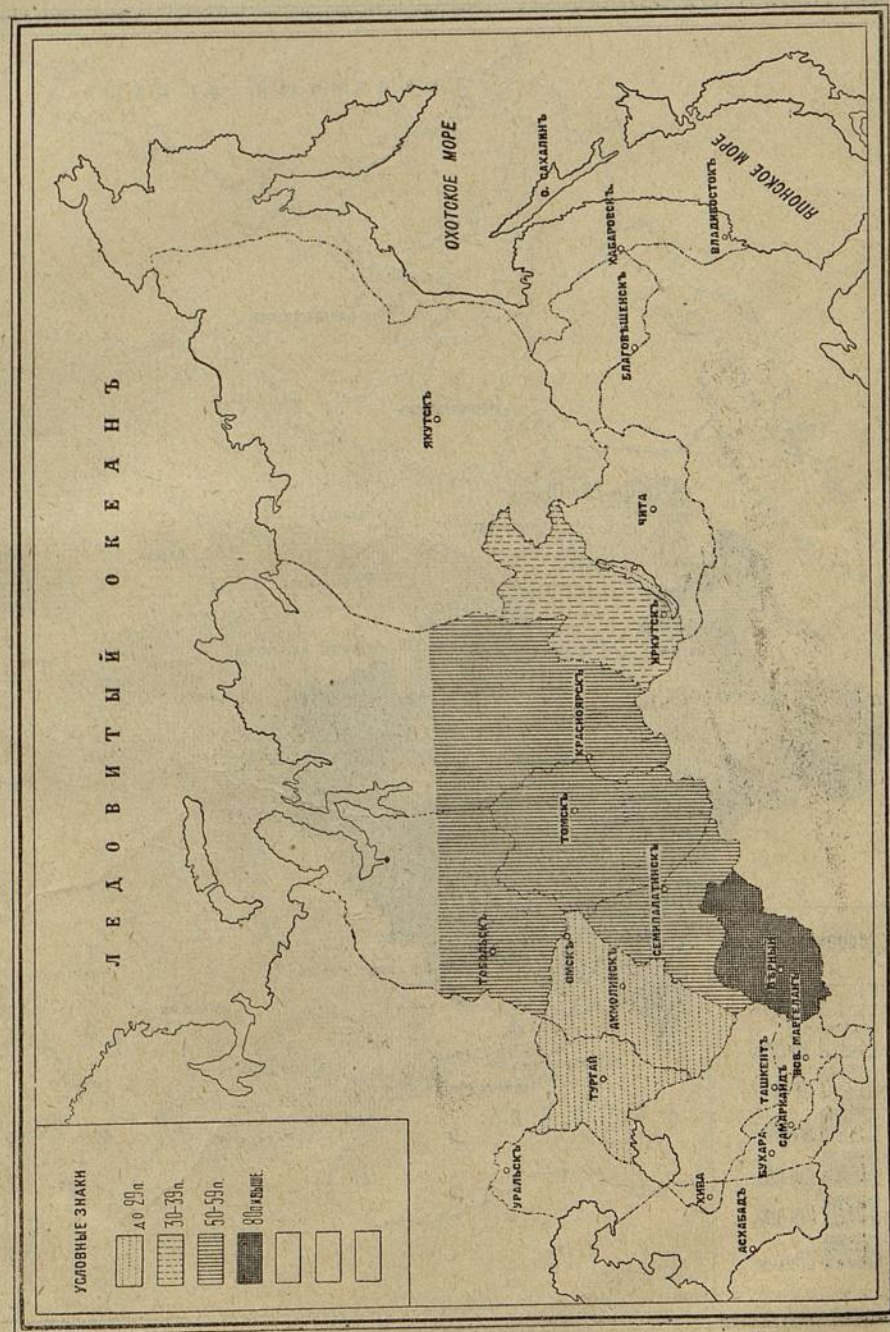 ЛЕДОВИТЫЙ ОКЕАНЪ
ОХОТСКОЕ МОРЕ
О. САХАЛИНЪ
ЯПОНСКОЕ МОРЕ
ВЛАДИВОСТОКЪ
ХАБАРОВСКЪ
БЛАГОВѢЩЕНСКЪ
ЯКУТСКЪ
ЧИТА
ИРКУТСКЪ
КРАСНОЯРСКЪ
ТОМСКЪ
СЕМИПАЛАТИНСКЪ
ТОБОЛЬСКЪ
ОМСКЪ
АКМОЛИНСКЪ
ТУРГАЙ
УРАЛЬСКЪ
ВѢРНЫЙ
НОВ. МАРГЕЛАНЪ
ТАШКЕНТЪ
САМАРКАНДЪ
БУХАРА
ХИВА
АСХАБАДЪ
УСЛОВНЫЕ ЗНАКИ
ДО 29п.
30-39п.
50-59п.
80п. И ВЫШЕ